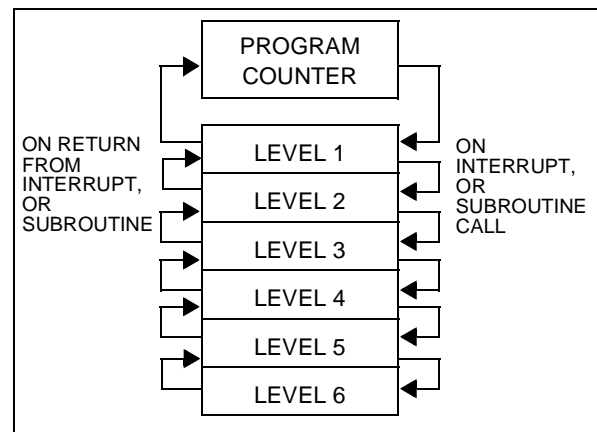 PROGRAM
COUNTER
ON RETURN
FROM
INTERRUPT,
OR
SUBROUTINE
LEVEL 1
LEVEL 2
LEVEL 3
LEVEL 4
LEVEL 5
LEVEL 6
ON
INTERRUPT,
OR
SUBROUTINE
CALL